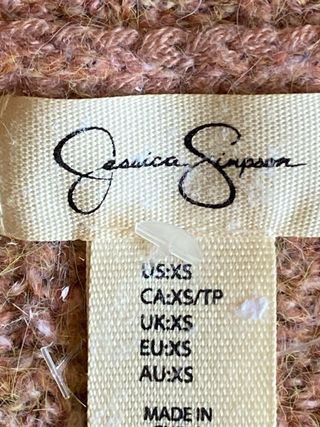 Jessica Simpson
US:XS
CA:XS/TP
UK:XS
EU:XS
AU:XS
MADE IN